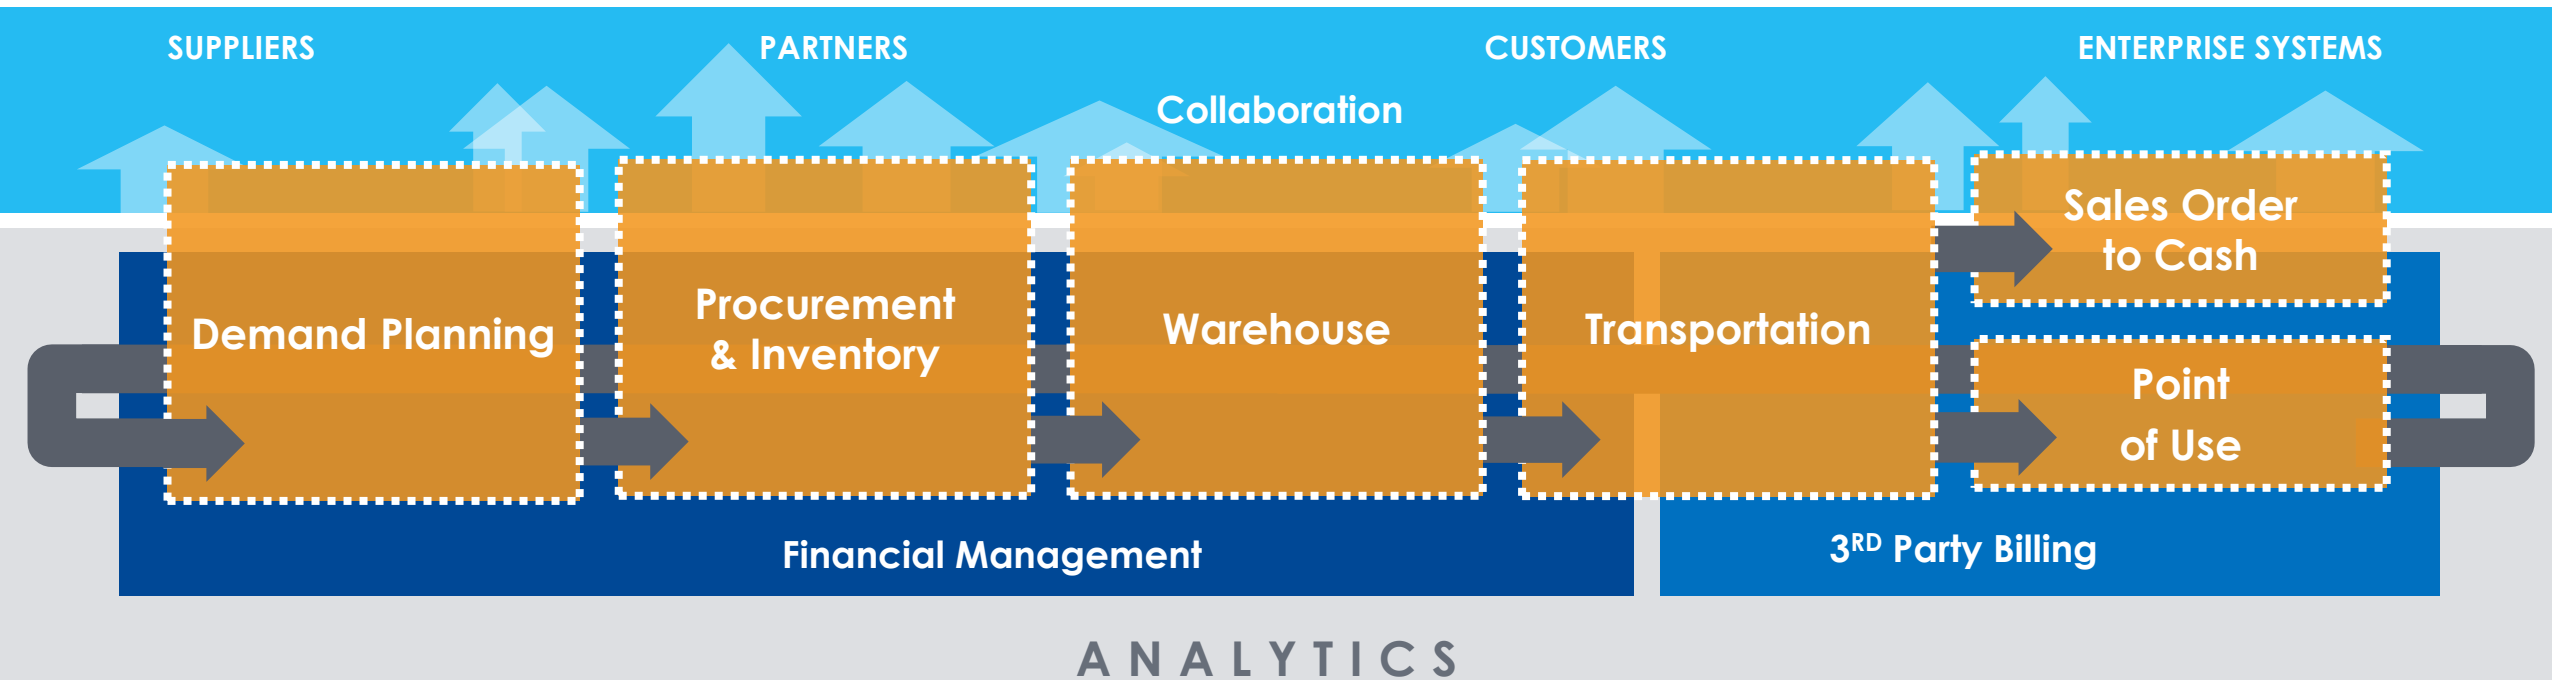 SUPPLIERS
PARTNERS
CUSTOMERS
ENTERPRISE SYSTEMS
Collaboration
Demand Planning
Procurement
& Inventory
Warehouse
Transportation
Sales Order
to Cash
Point
of Use
Financial Management
3RD Party Billing
ANALYTICS